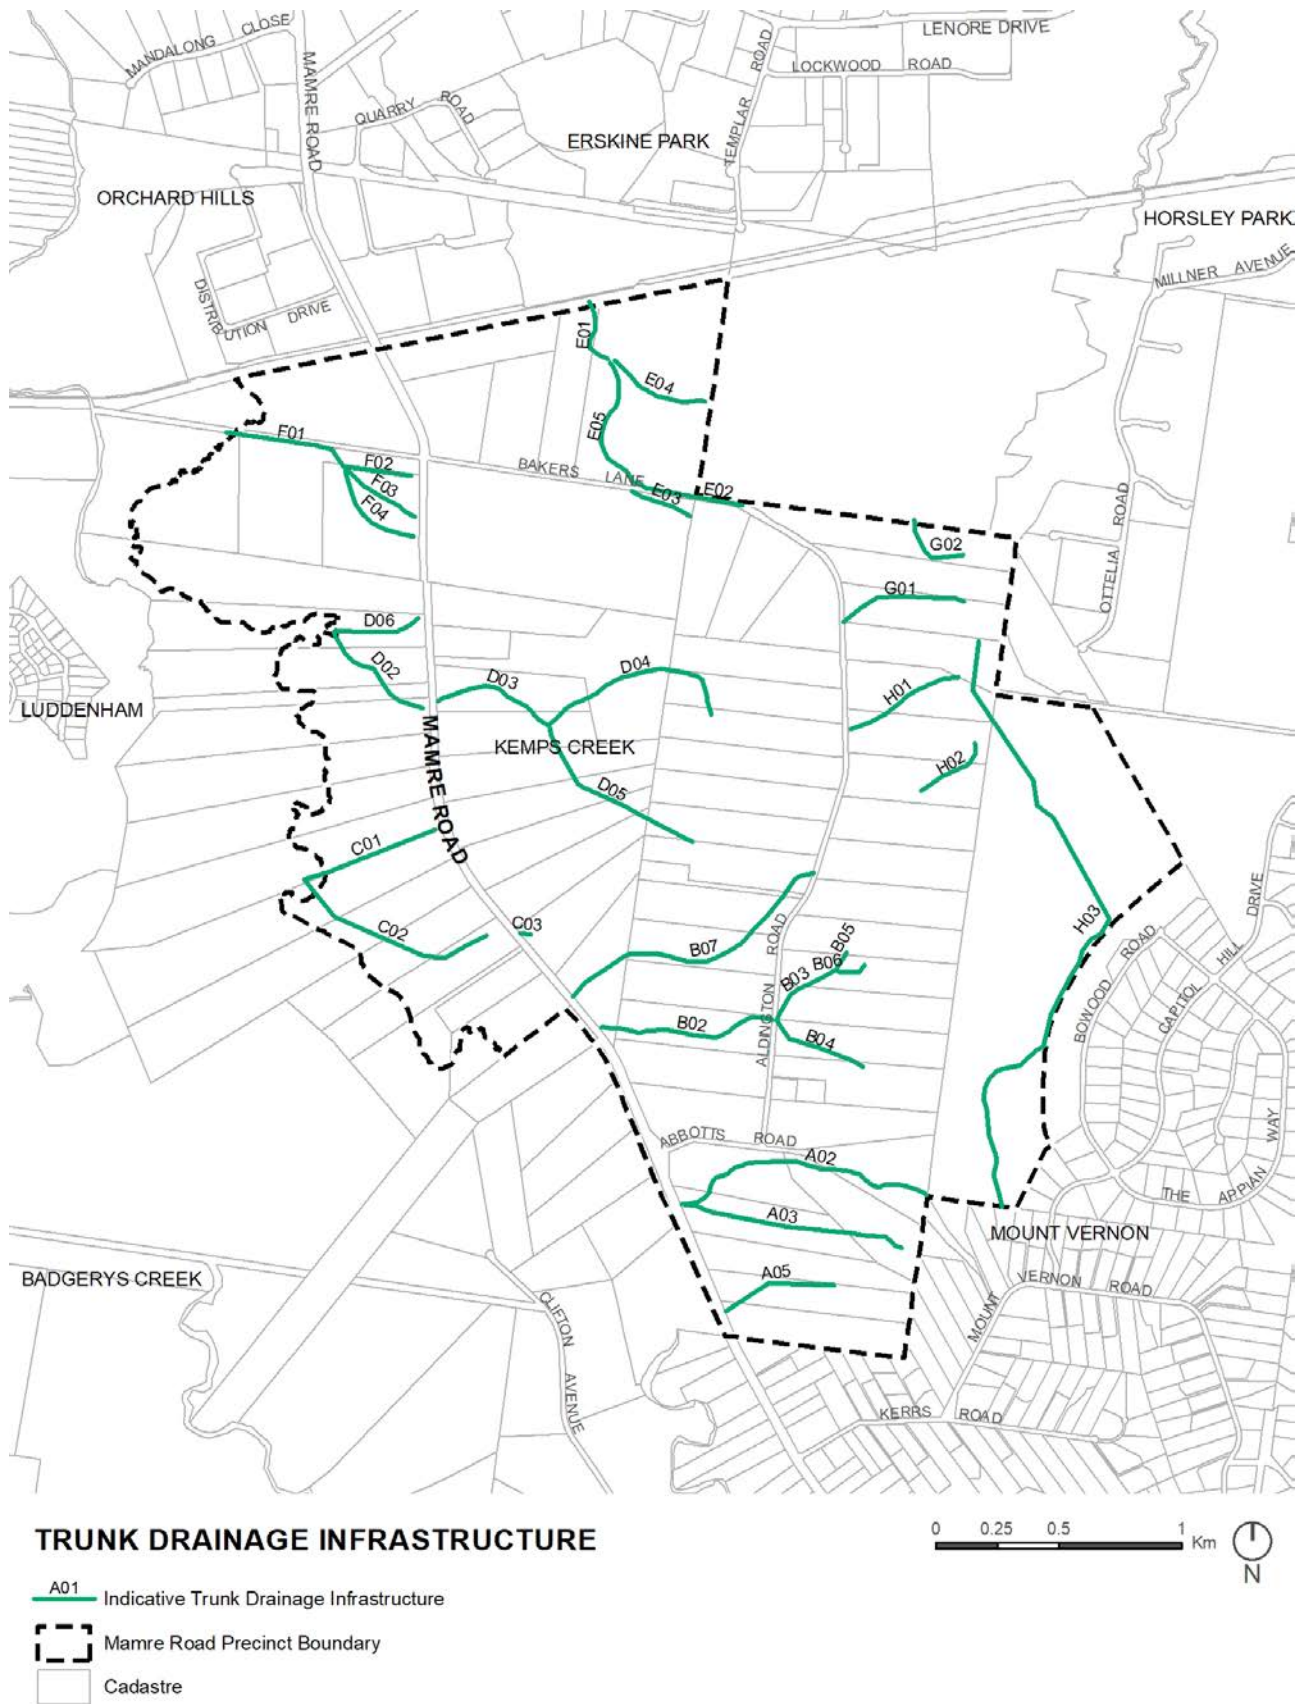 LENORE DRIVE
MANDALONG CLOSE
MAMRE ROAD
TEMPLAR ROAD
LOCKWOOD ROAD
QUARRY ROAD
ERSKINE PARK
ORCHARD HILLS
HORSLEY PARK
MILLNER AVENUE
DISTRIBUTION DRIVE
E01
E04
E05
F01
F02
F03
F04
BAKERS LANE
E03
E02
G02
OTTELIA ROAD
G01
D06
D02
D04
D03
H01
LUDDENHAM
MAMRE ROAD
KEMPS CREEK
H02
D05
C01
C02
C03
B07
ALDINGTON ROAD
B05
B03
B06
H03
BOWOOD ROAD
CAPITOL HILL DRIVE
B02
B04
ABBOTTS ROAD
A02
THE APPIAN WAY
A03
MOUNT VERNON
A05
BADGERYS CREEK
MOUNT VERNON ROAD
CLIFTON AVENUE
KERRS ROAD
TRUNK DRAINAGE INFRASTRUCTURE
0 0.25 0.5 1 Km
N
A01 Indicative Trunk Drainage Infrastructure
Mamre Road Precinct Boundary
Cadastre